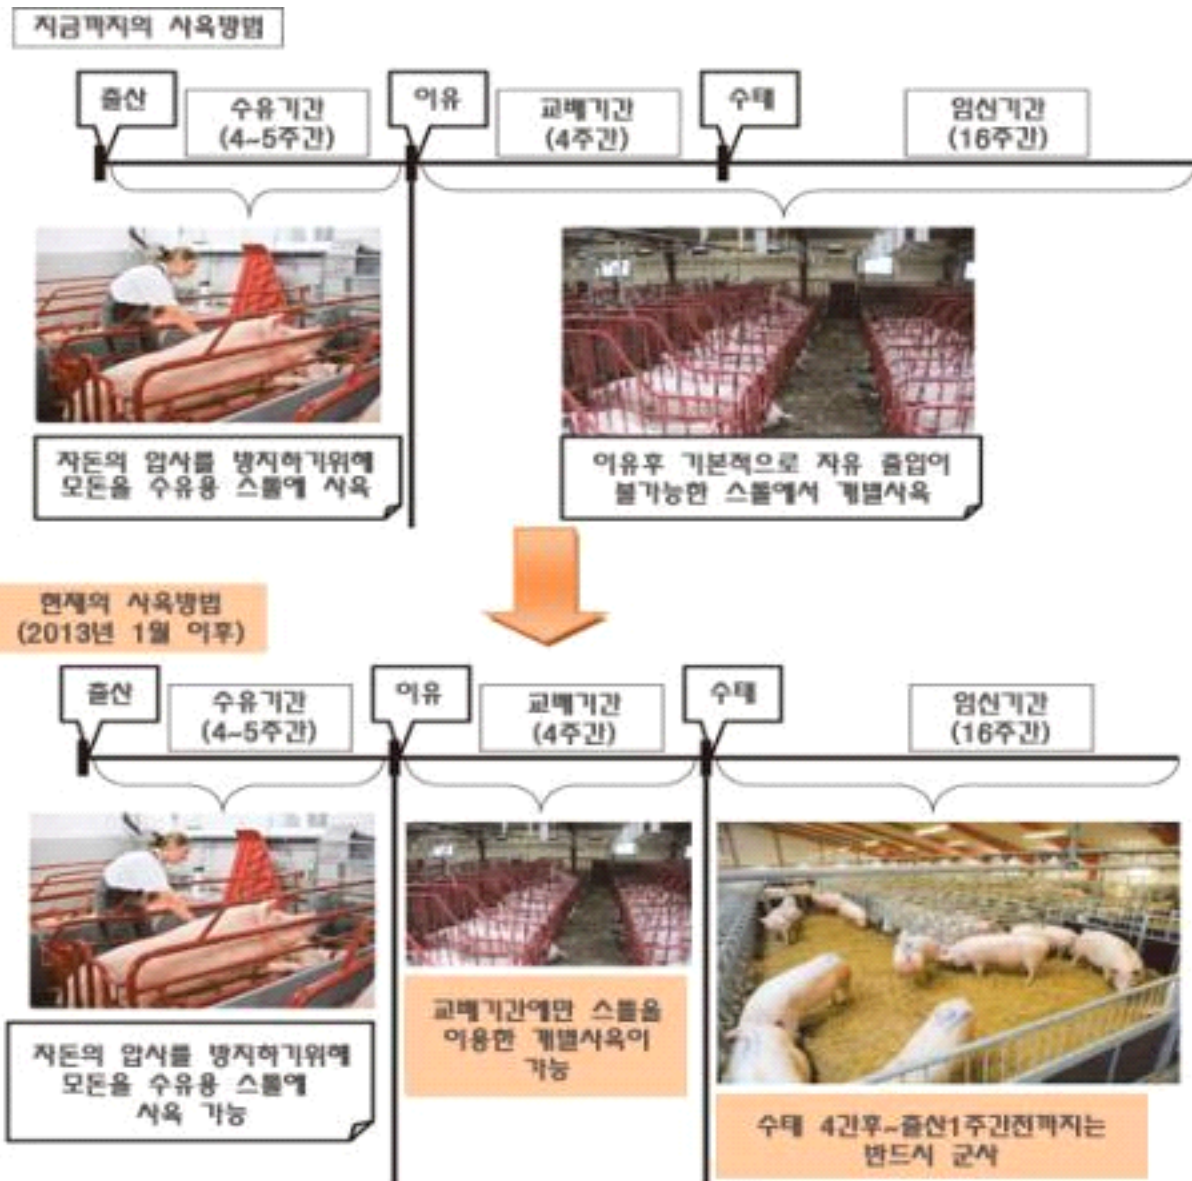 지금까지의 사육방법
출산
수유기간
(4~5주간)
이유
교배기간
(4주간)
수태
임신기간
(16주간)
자돈의 압사를 방지하기위해
모돈을 수유용 스톨에 사육
이유후 기본적으로 자유 출입이
불가능한 스톨에서 개별사육
현재의 사육방법
(2013년 1월 이후)
출산
수유기간
(4~5주간)
이유
교배기간
(4주간)
수태
임신기간
(16주간)
자돈의 압사를 방지하기위해
모돈을 수유용 스톨에
사육 가능
교배기간에만 스톨을
이용한 개별사육이
가능
수태 4간후~출산1주간전까지는
반드시 군사